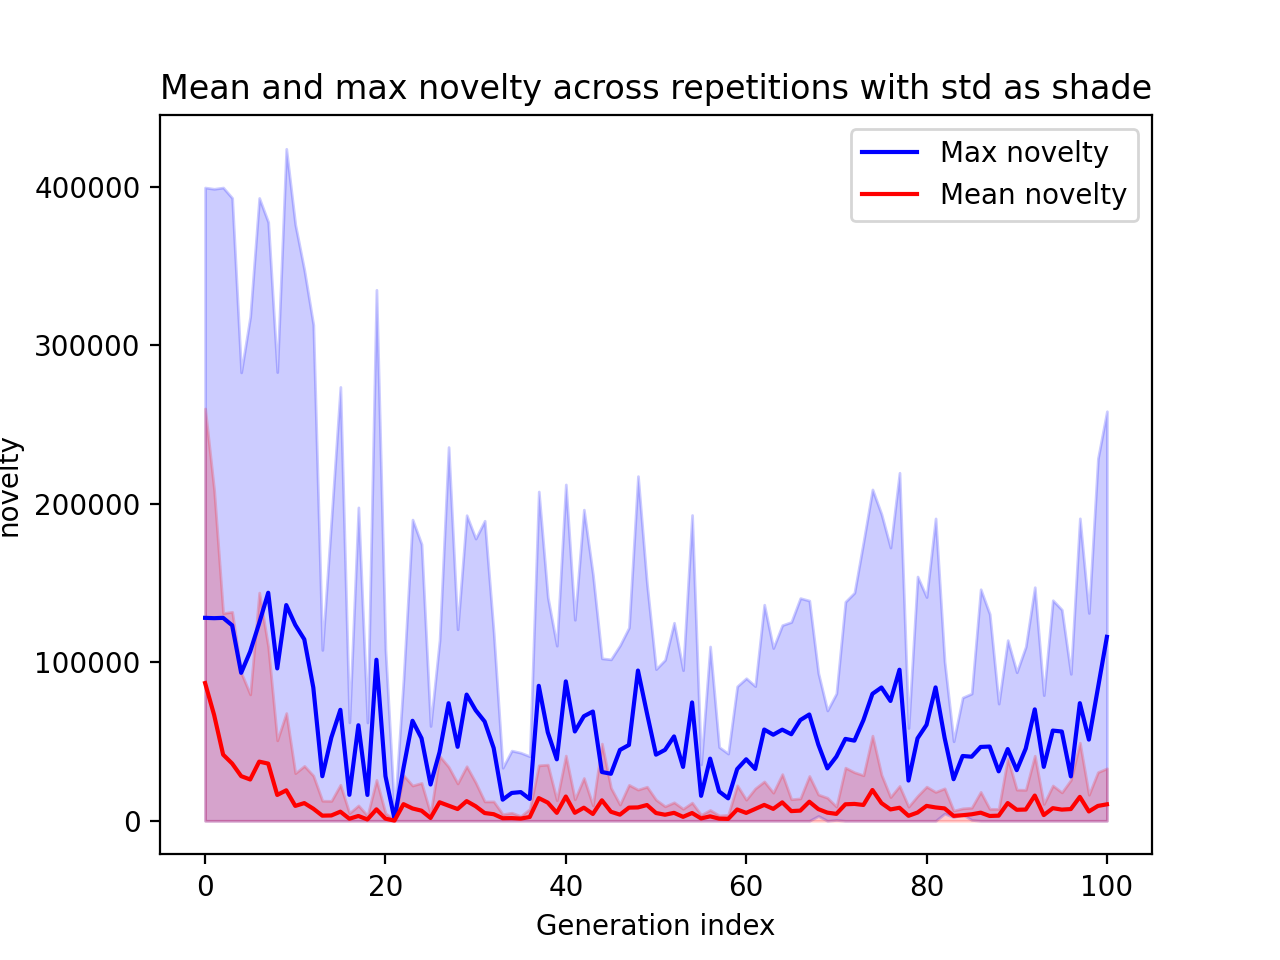 Mean and max novelty across repetitions with std as shade
Max novelty
Mean novelty
400000
300000
200000
100000
0
novelty
0 20 40 60 80 100
Generation index